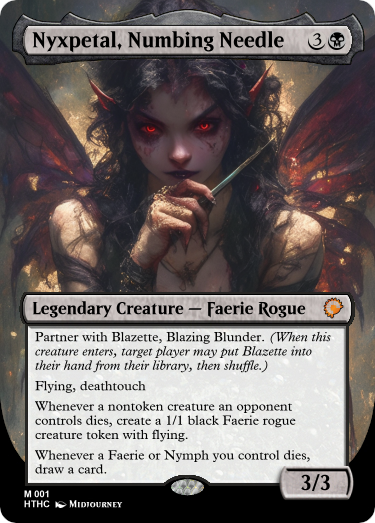 Nyxpetal, Numbing Needle 3
Legendary Creature — Faerie Rogue
Partner with Blazette, Blazing Blunder. (When this
creature enters, target player may put Blazette into
their hand from their library, then shuffle.)
Flying, deathtouch
Whenever a nontoken creature an opponent
controls dies, create a 1/1 black Faerie rogue
creature token with flying.
Whenever a Faerie or Nymph you control dies,
draw a card.
3/3
M 001
HTHC Midjourney